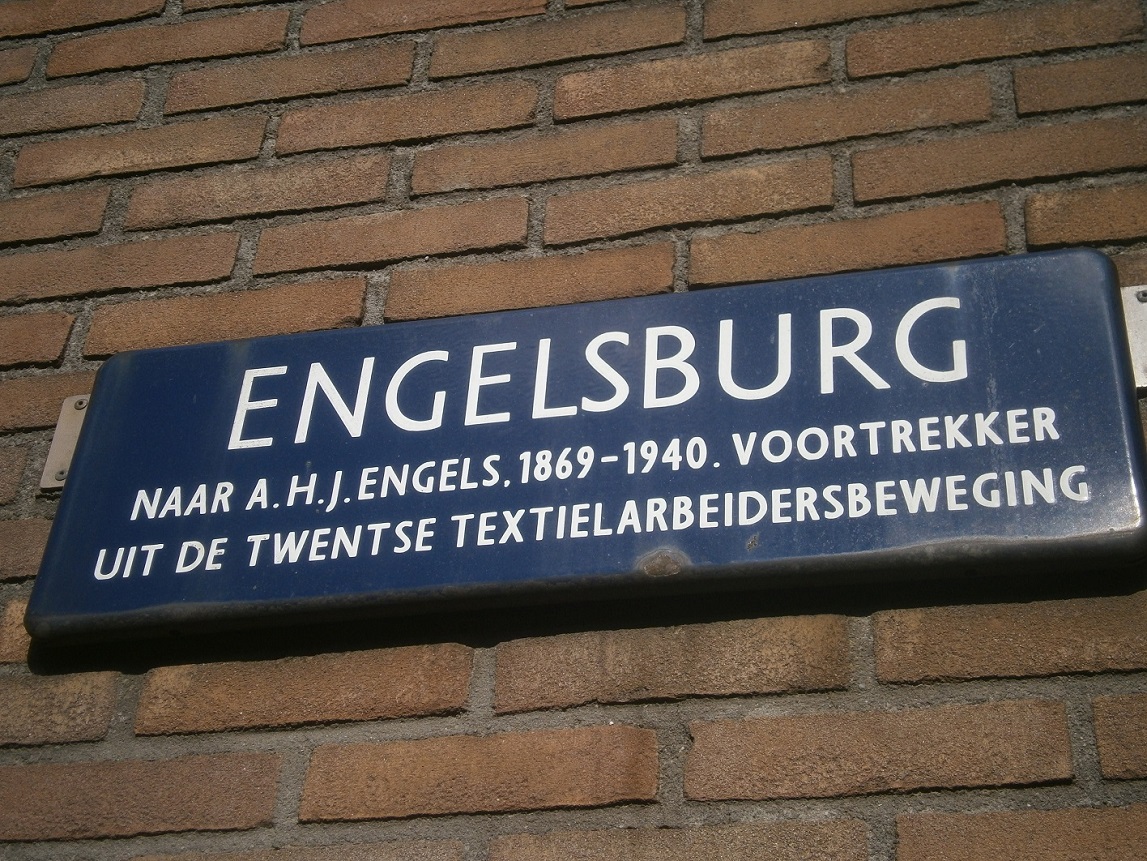 ENGELSBURG
NAAR A.H.J. ENGELS, 1869-1940. VOORTREKKER
UIT DE TWENTSE TEXTIELARBEIDERSBEWEGING